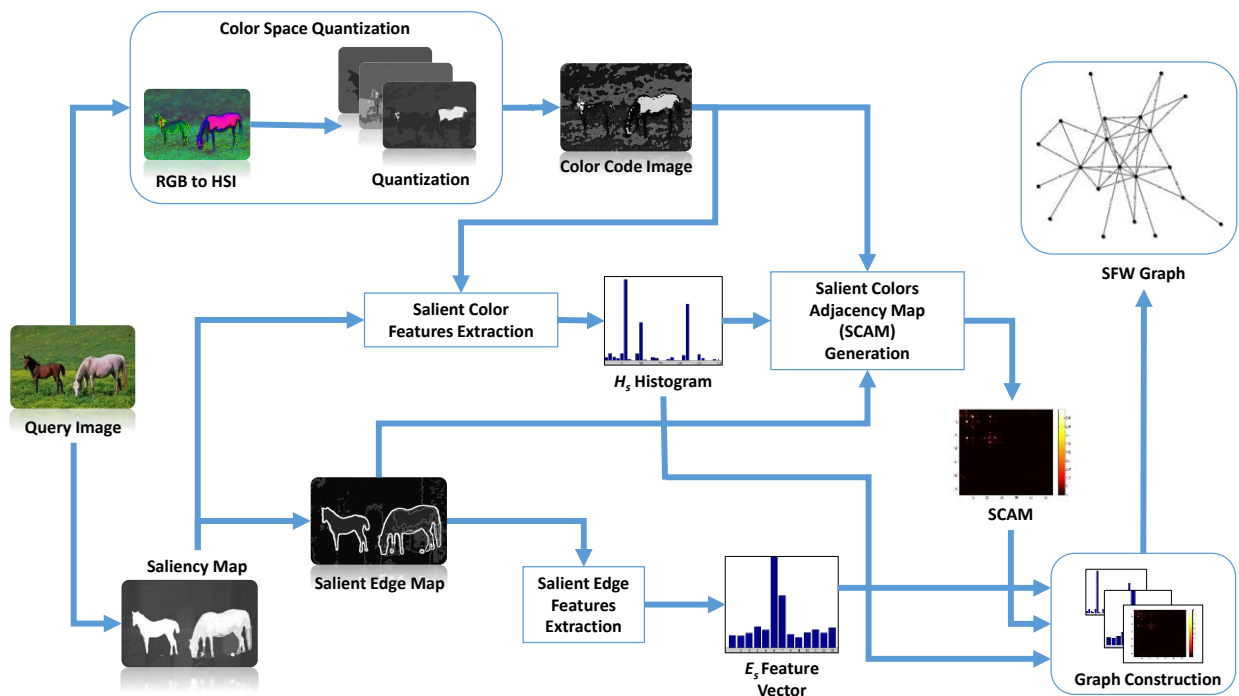 Color Space Quantization
RGB to HSI
Quantization
Color Code Image
SFW Graph
Salient Color
Features Extraction
Salient Colors
Adjacency Map
(SCAM)
Generation
Hs Histogram
Query Image
SCAM
Saliency Map
Salient Edge Map
Salient Edge
Features
Extraction
Es Feature
Vector
Graph Construction